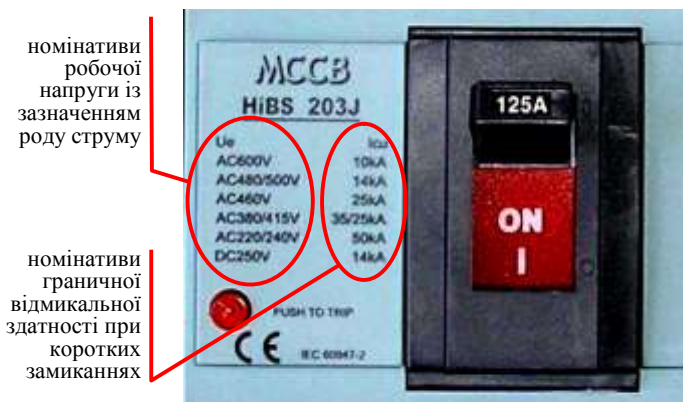 номінативи
робочої
напруги із
зазначенням
роду струму
номінативи
граничної
відмикальної
здатності при
коротких
замиканнях
MCCB
HiBS 203J
Ue Icu
AC600V 10kA
AC480/500V 14kA
AC460V 25kA
AC380/415V 35/25kA
AC220/240V 50kA
DC250V 14kA
PUSH TO TRIP
CE IEC 60947-2
125A
ON
I